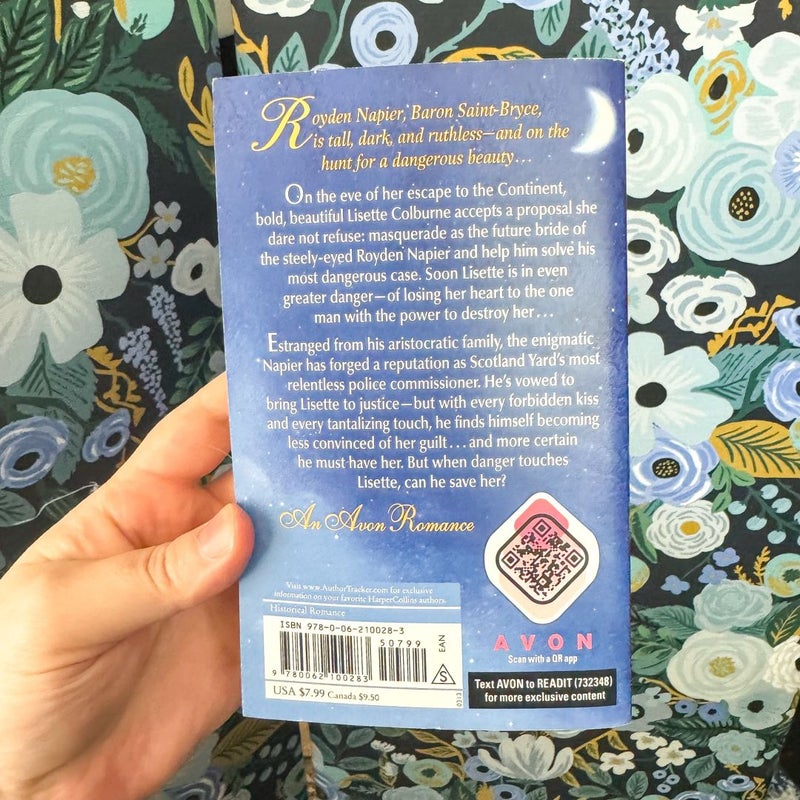 Royden Napier, Baron Saint-Bryce,
is tall, dark, and ruthless—and on the
hunt for a dangerous beauty...
On the eve of her escape to the Continent,
bold, beautiful Lisette Colburne accepts a proposal she
dare not refuse: masquerade as the future bride of
the steely-eyed Royden Napier and help him solve his
most dangerous case. Soon Lisette is in even
greater danger—of losing her heart to the one
man with the power to destroy her...
Estranged from his aristocratic family, the enigmatic
Napier has forged a reputation as Scotland Yard's most
relentless police commissioner. He's vowed to
bring Lisette to justice—but with every forbidden kiss
and every tantalizing touch, he finds himself becoming
less convinced of her guilt...and more certain
he must have her. But when danger touches
Lisette, can he save her?
An Avon Romance
Visit www.AuthorTracker.com for exclusive
information on your favorite HarperCollins authors.
Historical Romance
ISBN 978-0-06-210028-3
50799
EAN
9 780062 100283
S
USA $7.99 Canada $9.50
0313
AVON
Scan with a QR app
Text AVON to READIT (732348)
for more exclusive content